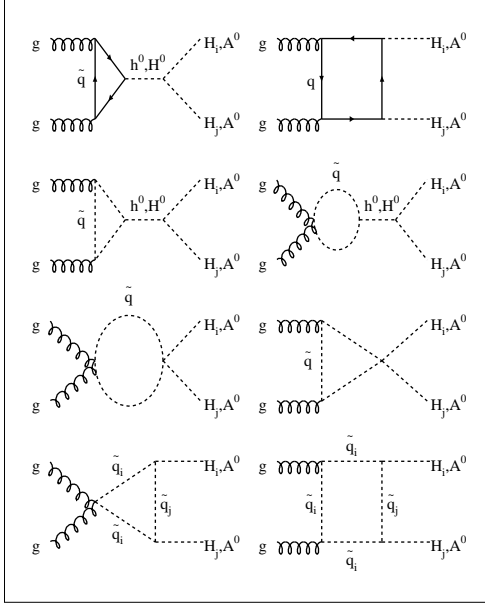 g h⁰,H⁰ H_i,A⁰
q̃
g H_j,A⁰
g H_i,A⁰
q
g H_j,A⁰
g h⁰,H⁰ H_i,A⁰
q̃
g H_j,A⁰
q̃
g h⁰,H⁰ H_i,A⁰
g H_j,A⁰
q̃
g H_i,A⁰
g H_j,A⁰
g H_i,A⁰
q̃
g H_j,A⁰
g q̃_i H_i,A⁰
q̃_j
g q̃_i H_j,A⁰
q̃_i
g H_i,A⁰
q̃_i q̃_j
g H_j,A⁰
q̃_i